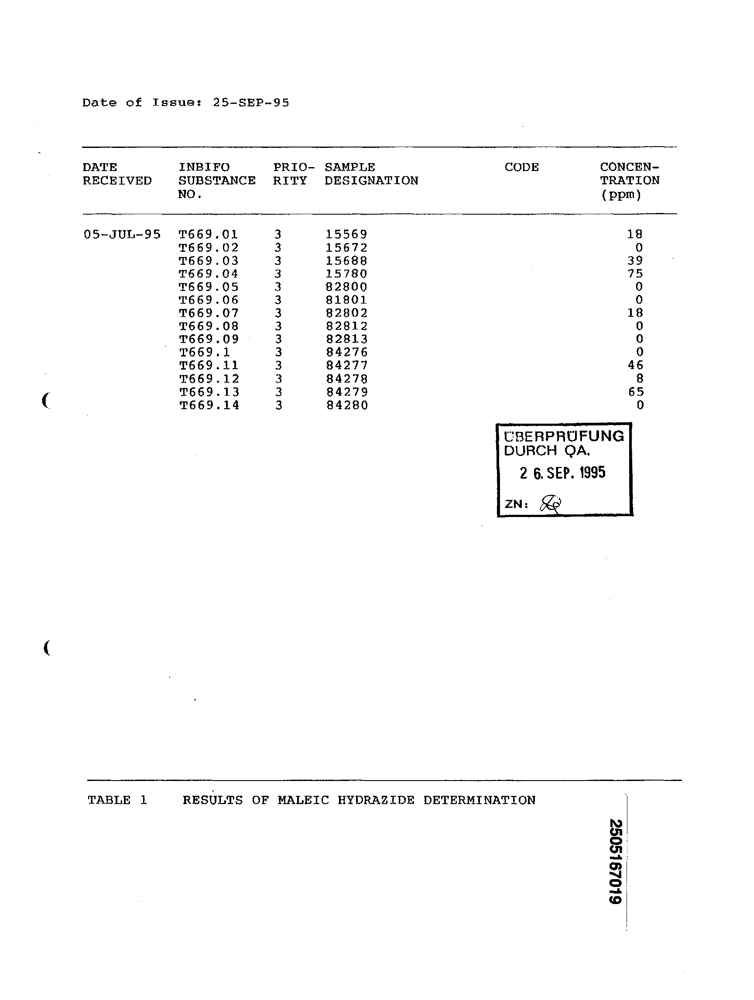 Date of Issue: 25-SEP-95
DATE INBIFO PRIO- SAMPLE CODE CONCEN-
RECEIVED SUBSTANCE RITY DESIGNATION TRATION
NO. (ppm)
05-JUL-95 T669.01 3 15569 18
T669.02 3 15672 0
T669.03 3 15688 39
T669.04 3 15780 75
T669.05 3 82800 0
T669.06 3 81801 0
T669.07 3 82802 18
T669.08 3 82812 0
T669.09 3 82813 0
T669.1 3 84276 0
T669.11 3 84277 46
T669.12 3 84278 8
T669.13 3 84279 65
T669.14 3 84280 0
ÜBERPRÜFUNG
DURCH QA.
2 6. SEP. 1995
ZN:
TABLE 1 RESULTS OF MALEIC HYDRAZIDE DETERMINATION
2505167019